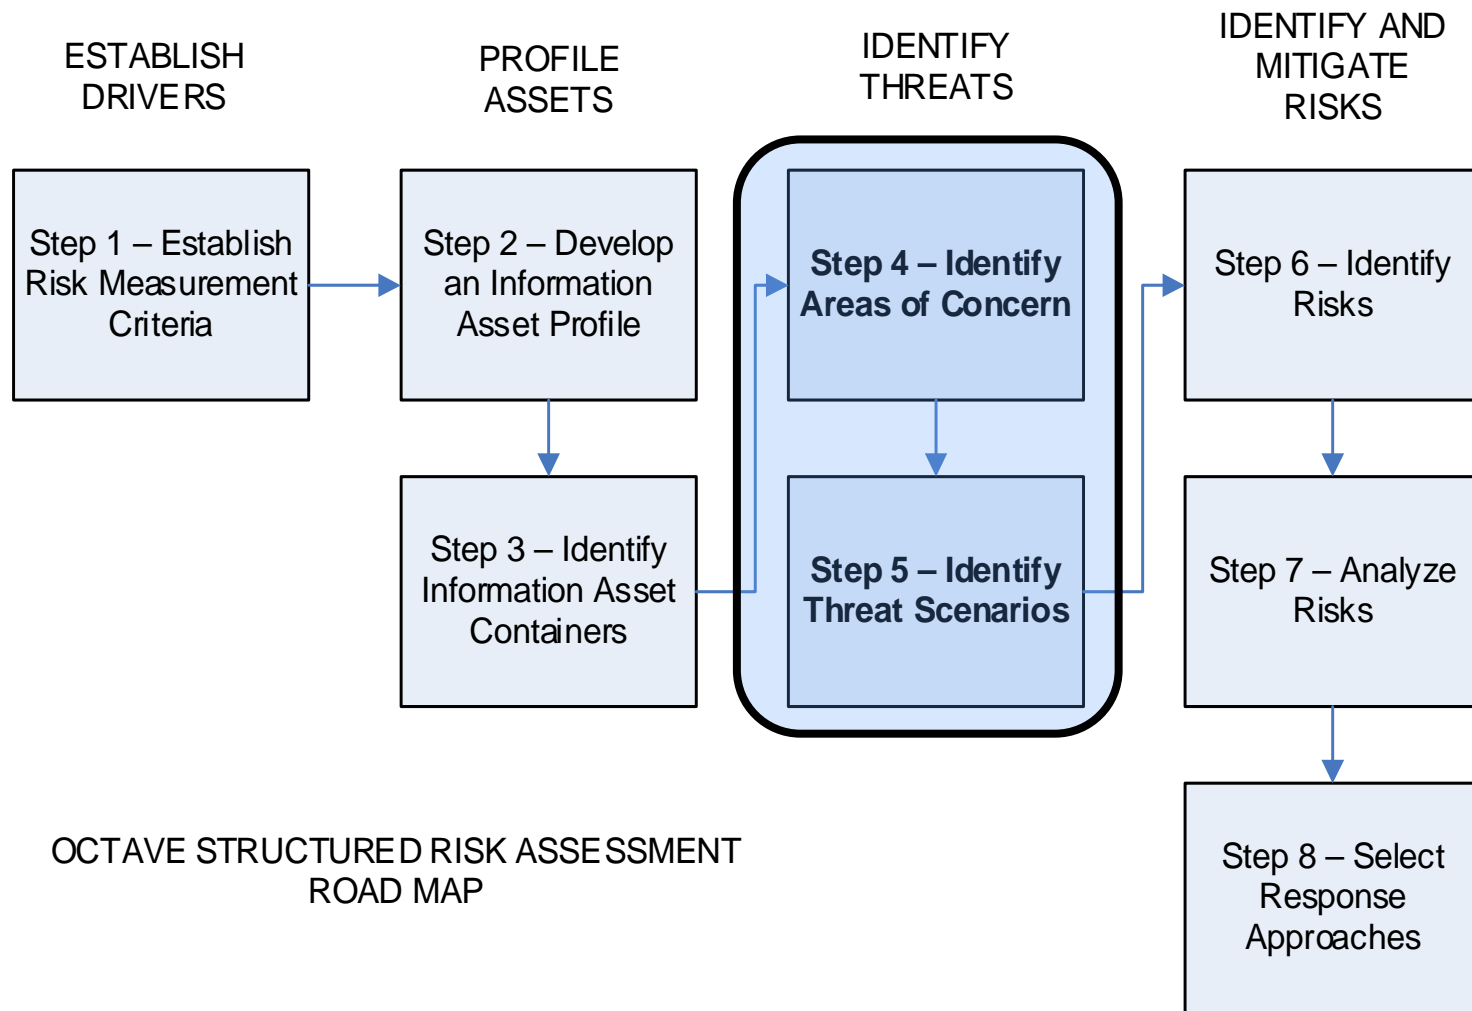 ESTABLISH
DRIVERS
PROFILE
ASSETS
IDENTIFY
THREATS
IDENTIFY AND
MITIGATE
RISKS
Step 1 – Establish
Risk Measurement
Criteria
Step 2 – Develop
an Information
Asset Profile
Step 4 – Identify
Areas of Concern
Step 6 – Identify
Risks
Step 3 – Identify
Information Asset
Containers
Step 5 – Identify
Threat Scenarios
Step 7 – Analyze
Risks
Step 8 – Select
Response
Approaches
OCTAVE STRUCTURED RISK ASSESSMENT
ROAD MAP